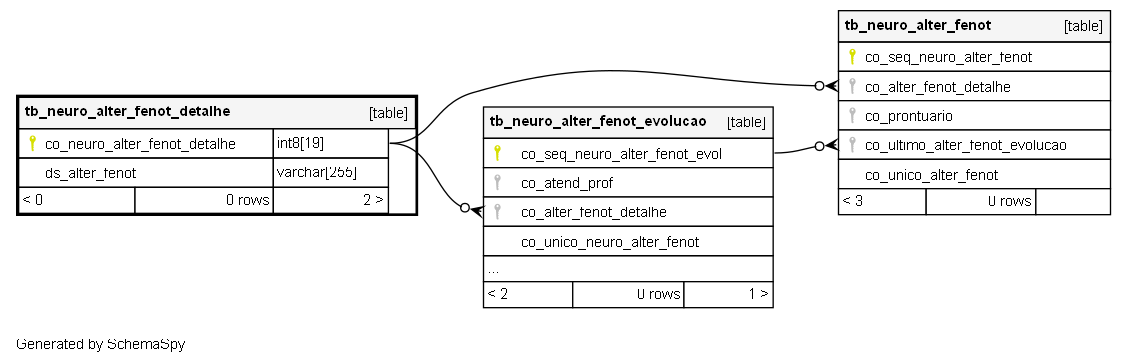 tb_neuro_alter_fenot_detalhe [table]
co_neuro_alter_fenot_detalhe int8[19]
ds_alter_fenot varchar[255]
< 0 0 rows 2 >
tb_neuro_alter_fenot_evolucao [table]
co_seq_neuro_alter_fenot_evol
co_atend_prof
co_alter_fenot_detalhe
co_unico_neuro_alter_fenot
...
< 2 0 rows 1 >
tb_neuro_alter_fenot [table]
co_seq_neuro_alter_fenot
co_alter_fenot_detalhe
co_prontuario
co_ultimo_alter_fenot_evolucao
co_unico_alter_fenot
< 3 0 rows
Generated by SchemaSpy